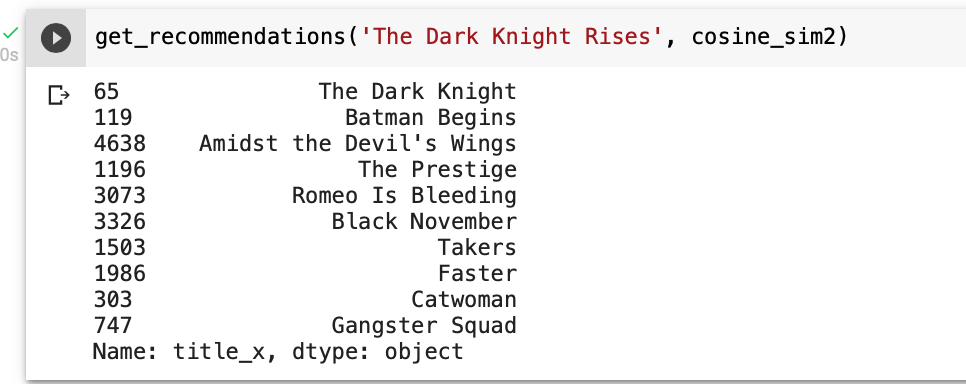 get_recommendations('The Dark Knight Rises', cosine_sim2)
0s
65 The Dark Knight
119 Batman Begins
4638 Amidst the Devil's Wings
1196 The Prestige
3073 Romeo Is Bleeding
3326 Black November
1503 Takers
1986 Faster
303 Catwoman
747 Gangster Squad
Name: title_x, dtype: object